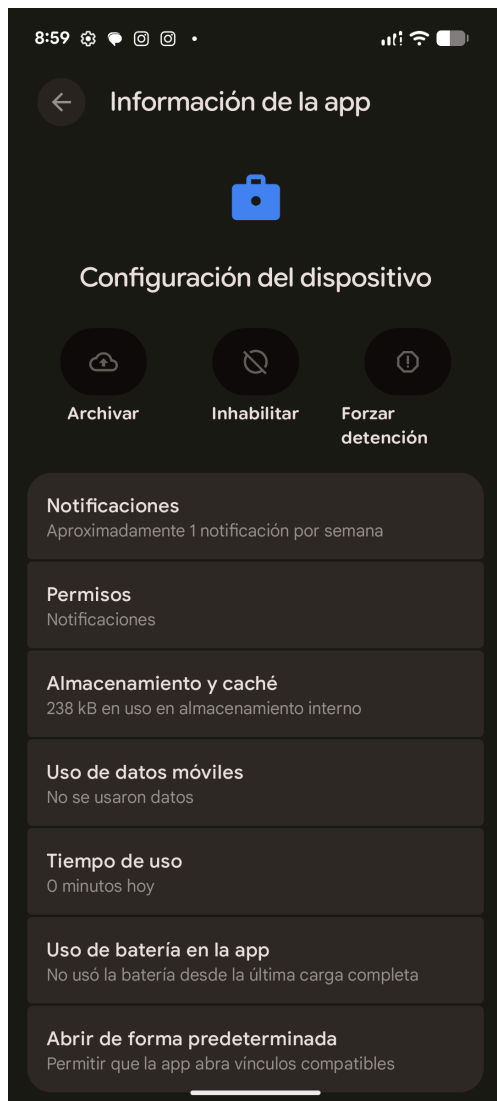 8:59
Información de la app
Configuración del dispositivo
Archivar
Inhabilitar
Forzar
detención
Notificaciones
Aproximadamente 1 notificación por semana
Permisos
Notificaciones
Almacenamiento y caché
238 kB en uso en almacenamiento interno
Uso de datos móviles
No se usaron datos
Tiempo de uso
0 minutos hoy
Uso de batería en la app
No usó la batería desde la última carga completa
Abrir de forma predeterminada
Permitir que la app abra vínculos compatibles